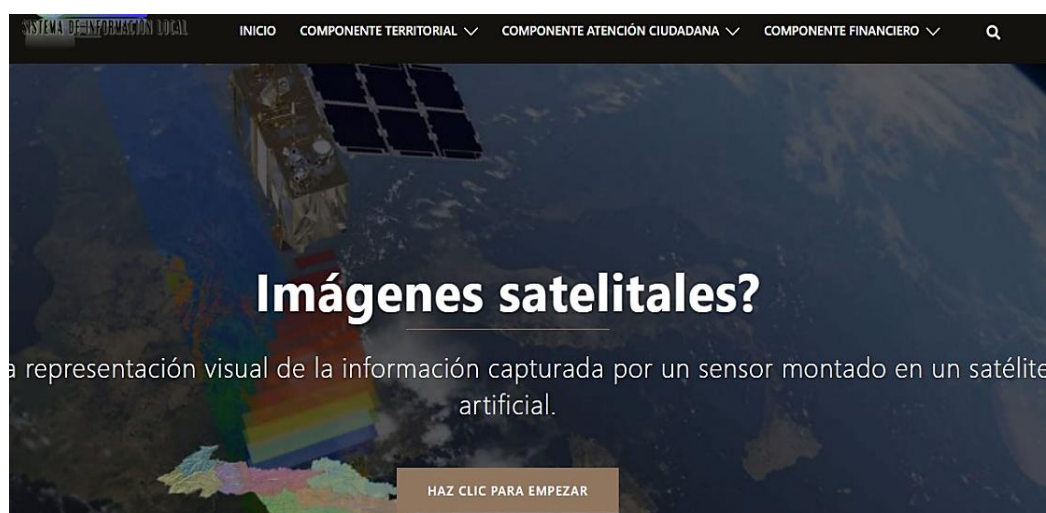 SISTEMA DE INFORMACIÓN LOCAL
INICIO COMPONENTE TERRITORIAL COMPONENTE ATENCIÓN CIUDADANA COMPONENTE FINANCIERO
Imágenes satelitales?
a representación visual de la información capturada por un sensor montado en un satélite
artificial.
HAZ CLIC PARA EMPEZAR